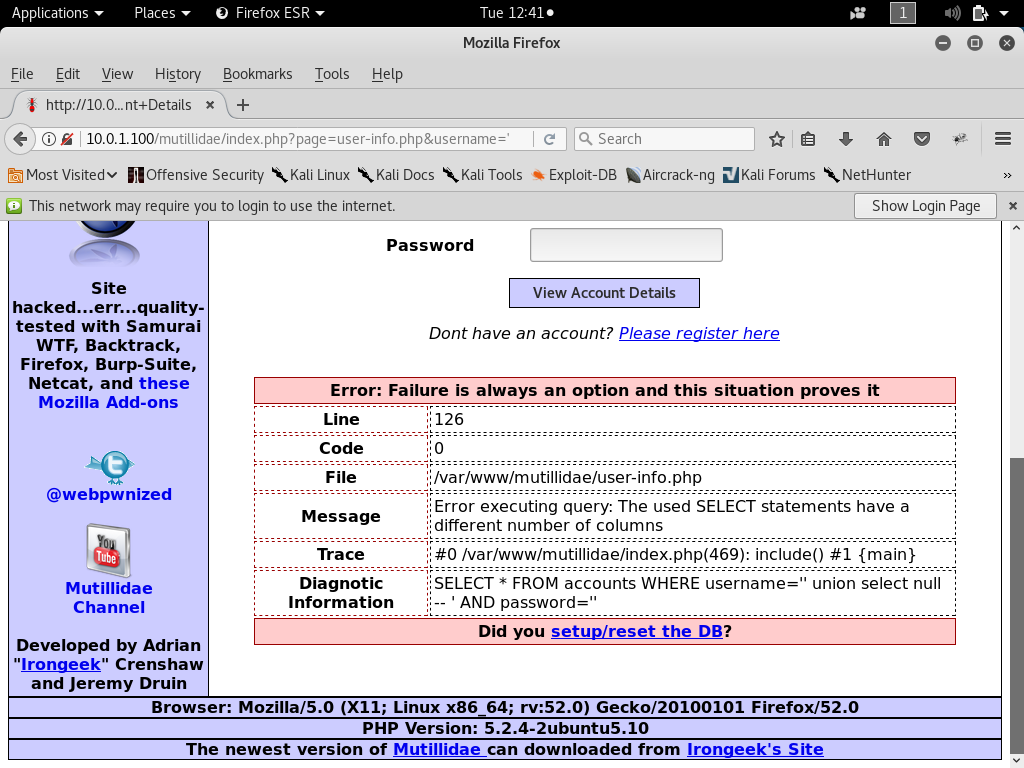 Applications Places Firefox ESR Tue 12:41 1
Mozilla Firefox
File Edit View History Bookmarks Tools Help
http://10.0...nt+Details
10.0.1.100/mutillidae/index.php?page=user-info.php&username=' Search
Most Visited Offensive Security Kali Linux Kali Docs Kali Tools Exploit-DB Aircrack-ng Kali Forums NetHunter »
This network may require you to login to use the internet. Show Login Page
Password
View Account Details
Dont have an account? Please register here
Site
hacked...err...quality-
tested with Samurai
WTF, Backtrack,
Firefox, Burp-Suite,
Netcat, and these
Mozilla Add-ons
@webpwnized
You
Tube
Mutillidae
Channel
Developed by Adrian
"Irongeek" Crenshaw
and Jeremy Druin
Error: Failure is always an option and this situation proves it
Line 126
Code 0
File /var/www/mutillidae/user-info.php
Message Error executing query: The used SELECT statements have a
different number of columns
Trace #0 /var/www/mutillidae/index.php(469): include() #1 {main}
Diagnostic Information SELECT * FROM accounts WHERE username='' union select null
-- ' AND password=''
Did you setup/reset the DB?
Browser: Mozilla/5.0 (X11; Linux x86_64; rv:52.0) Gecko/20100101 Firefox/52.0
PHP Version: 5.2.4-2ubuntu5.10
The newest version of Mutillidae can downloaded from Irongeek's Site